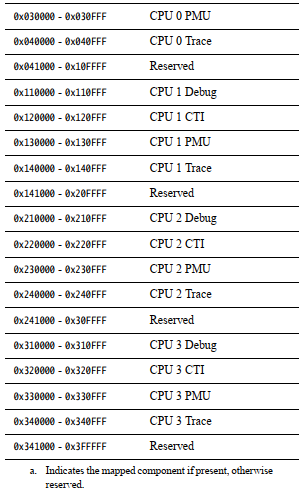 0x030000 - 0x030FFF CPU 0 PMU
0x040000 - 0x040FFF CPU 0 Trace
0x041000 - 0x10FFFF Reserved
0x110000 - 0x110FFF CPU 1 Debug
0x120000 - 0x120FFF CPU 1 CTI
0x130000 - 0x130FFF CPU 1 PMU
0x140000 - 0x140FFF CPU 1 Trace
0x141000 - 0x20FFFF Reserved
0x210000 - 0x210FFF CPU 2 Debug
0x220000 - 0x220FFF CPU 2 CTI
0x230000 - 0x230FFF CPU 2 PMU
0x240000 - 0x240FFF CPU 2 Trace
0x241000 - 0x30FFFF Reserved
0x310000 - 0x310FFF CPU 3 Debug
0x320000 - 0x320FFF CPU 3 CTI
0x330000 - 0x330FFF CPU 3 PMU
0x340000 - 0x340FFF CPU 3 Trace
0x341000 - 0x3FFFFF Reserved
a. Indicates the mapped component if present, otherwise
reserved.